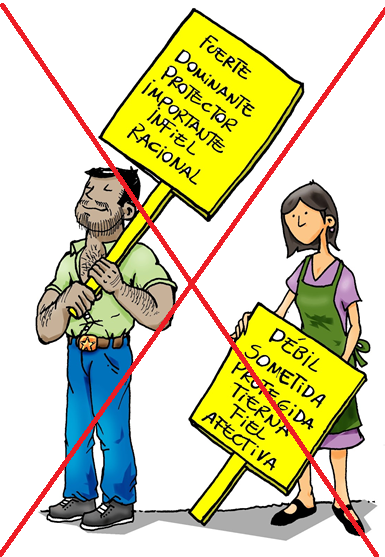 FUERTE
DOMINANTE
PROTECTOR
IMPORTANTE
INFIEL
RACIONAL
DÉBIL
SOMETIDA
PROTEGIDA
TIERNA
FIEL
AFECTIVA